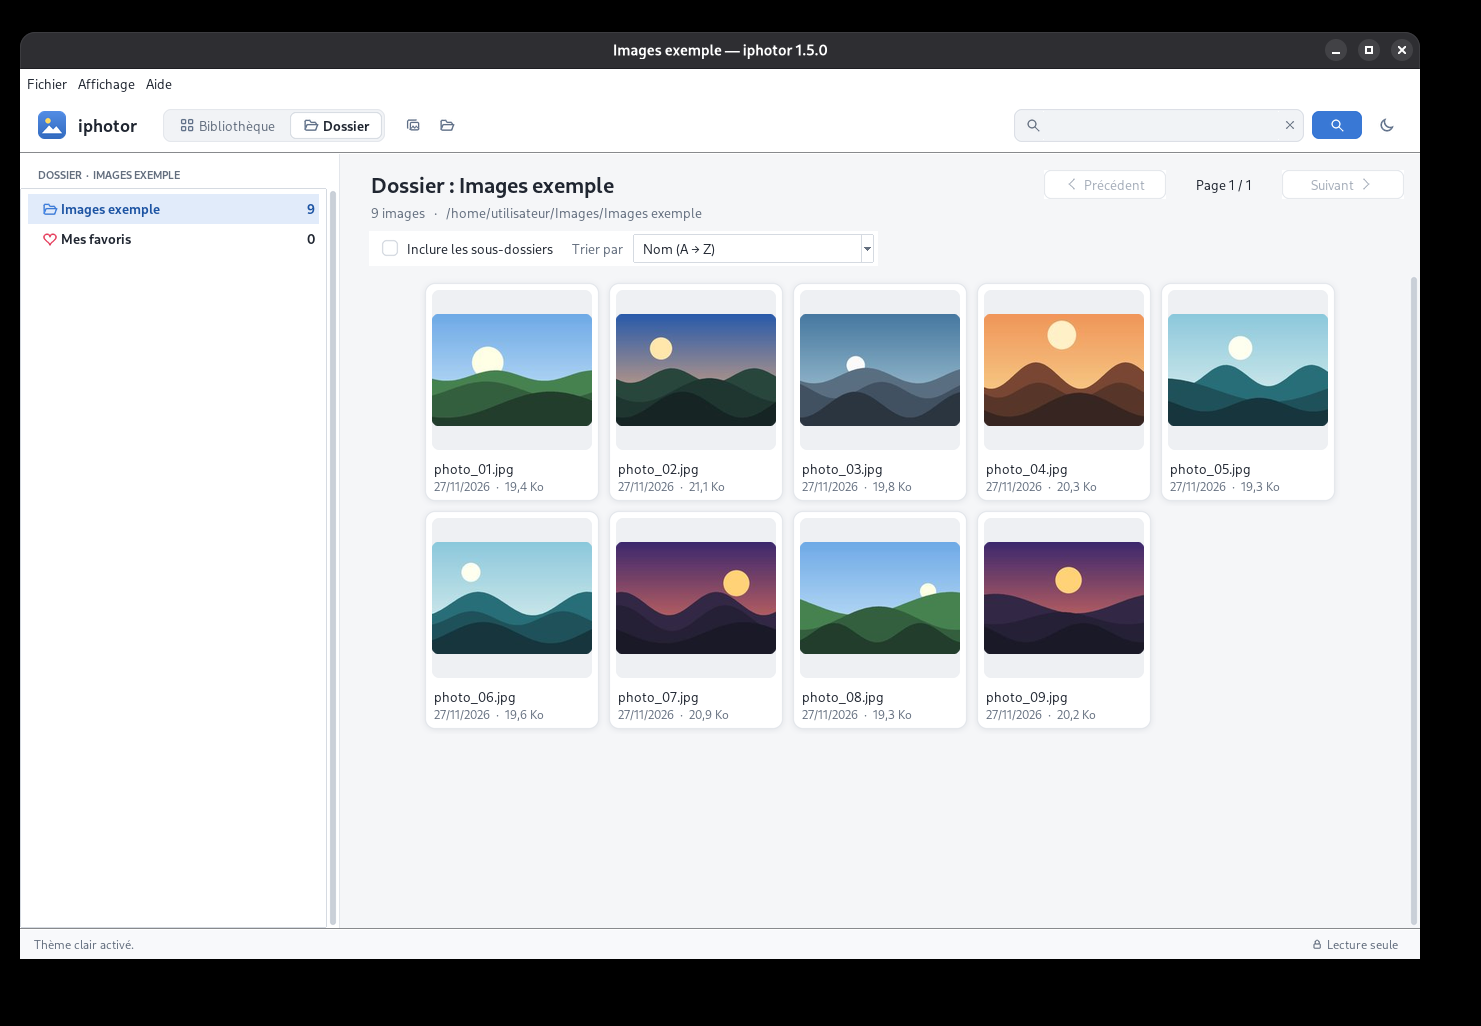 Images exemple — iphotor 1.5.0
Fichier Affichage Aide
iphotor
Bibliothèque
Dossier
DOSSIER · IMAGES EXEMPLE
Images exemple 9
Mes favoris 0
Dossier : Images exemple
Précédent
Page 1 / 1
Suivant
9 images · /home/utilisateur/Images/Images exemple
Inclure les sous-dossiers
Trier par
Nom (A → Z)
photo_01.jpg
27/11/2026 · 19,4 Ko
photo_02.jpg
27/11/2026 · 21,1 Ko
photo_03.jpg
27/11/2026 · 19,8 Ko
photo_04.jpg
27/11/2026 · 20,3 Ko
photo_05.jpg
27/11/2026 · 19,3 Ko
photo_06.jpg
27/11/2026 · 19,6 Ko
photo_07.jpg
27/11/2026 · 20,9 Ko
photo_08.jpg
27/11/2026 · 19,3 Ko
photo_09.jpg
27/11/2026 · 20,2 Ko
Thème clair activé.
Lecture seule